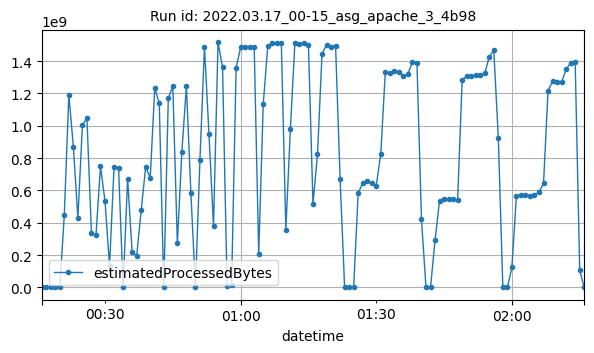 Run id: 2022.03.17_00-15_asg_apache_3_4b98
1e9
1.4
1.2
1.0
0.8
0.6
0.4
0.2
0.0
estimatedProcessedBytes
00:30 01:00 01:30 02:00
datetime